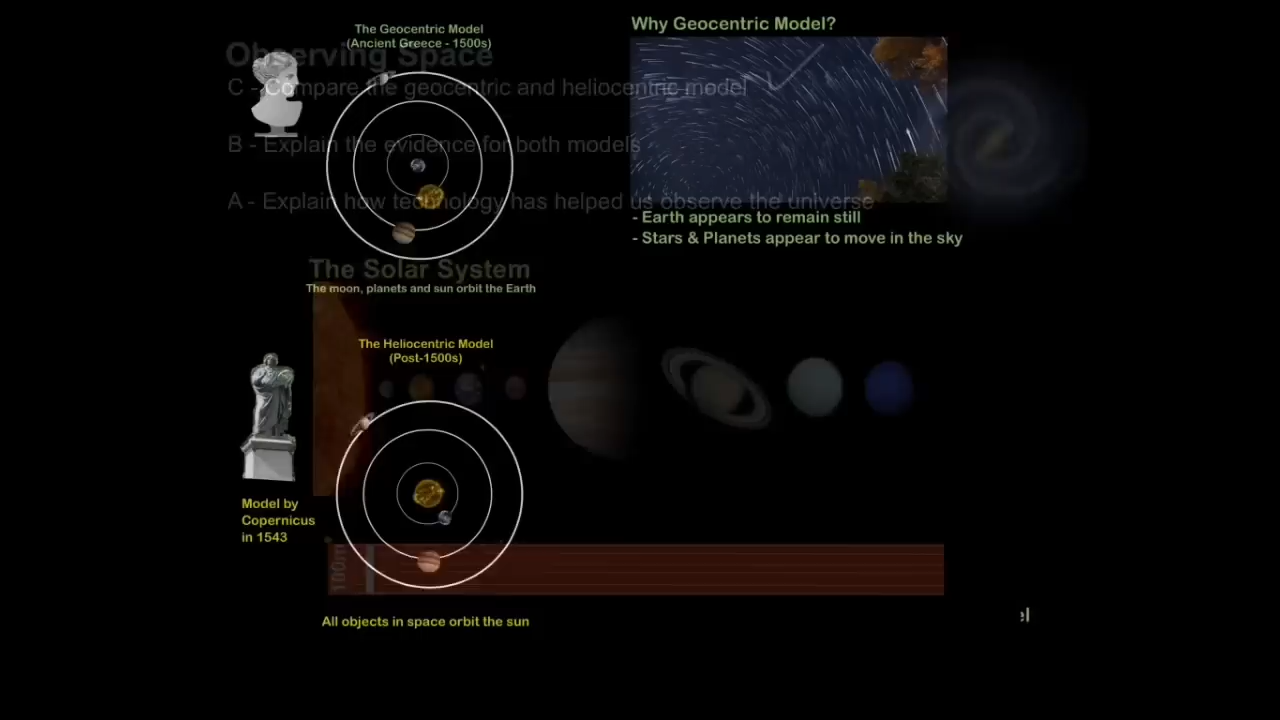 The Geocentric Model
(Ancient Greece - 1500s)
Why Geocentric Model?
Observing Space
C - Compare the geocentric and heliocentric model
B - Explain the evidence for both models
A - Explain how technology has helped us observe the universe
- Earth appears to remain still
- Stars & Planets appear to move in the sky
The Solar System
The moon, planets and sun orbit the Earth
The Heliocentric Model
(Post-1500s)
Model by
Copernicus
in 1543
100m
All objects in space orbit the sun
el